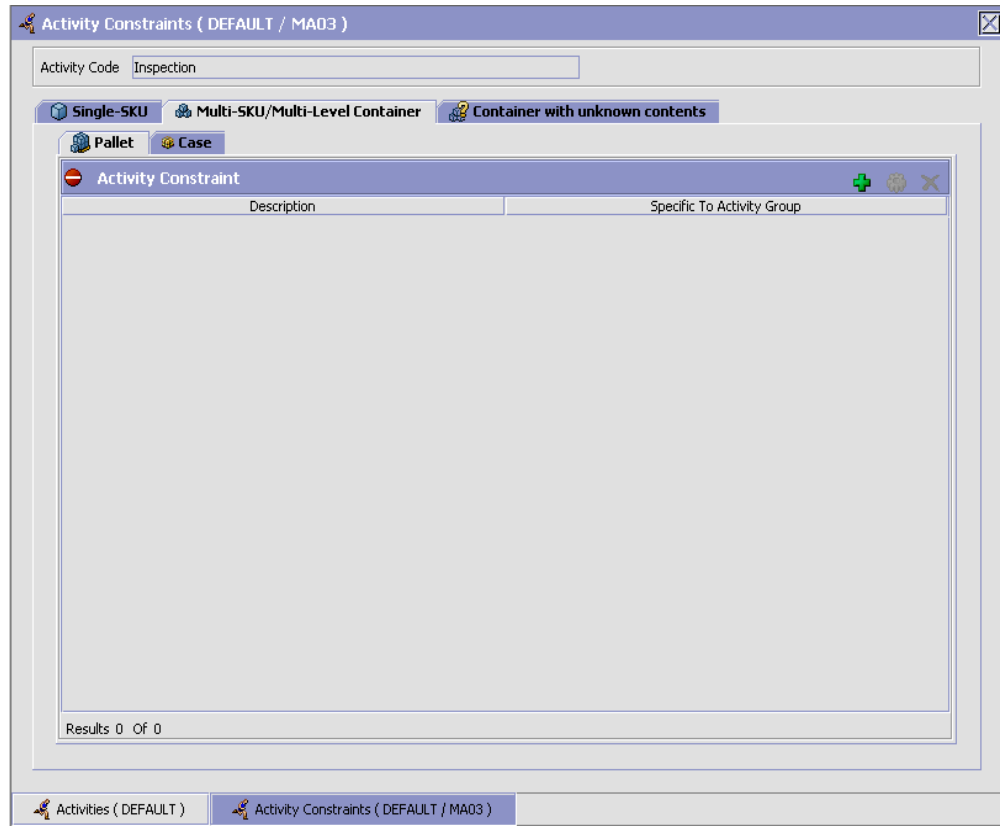 Activity Constraints ( DEFAULT / MA03 )
Activity Code Inspection
Single-SKU Multi-SKU/Multi-Level Container Container with unknown contents
Pallet Case
Activity Constraint
Description Specific To Activity Group
Results 0 Of 0
Activities ( DEFAULT ) Activity Constraints ( DEFAULT / MA03 )